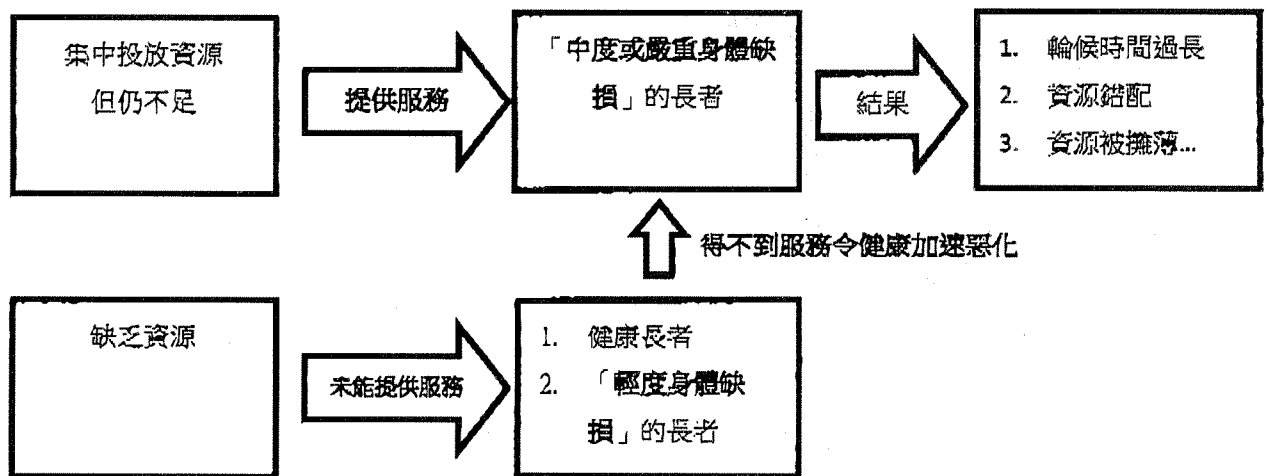 集中投放資源
但仍不足
提供服務
「中度或嚴重身體缺
損」的長者
結果
1. 輪候時間過長
2. 資源錯配
3. 資源被攤薄...
得不到服務令健康加速惡化
缺乏資源
未能提供服務
1. 健康長者
2. 「輕度身體缺
損」的長者